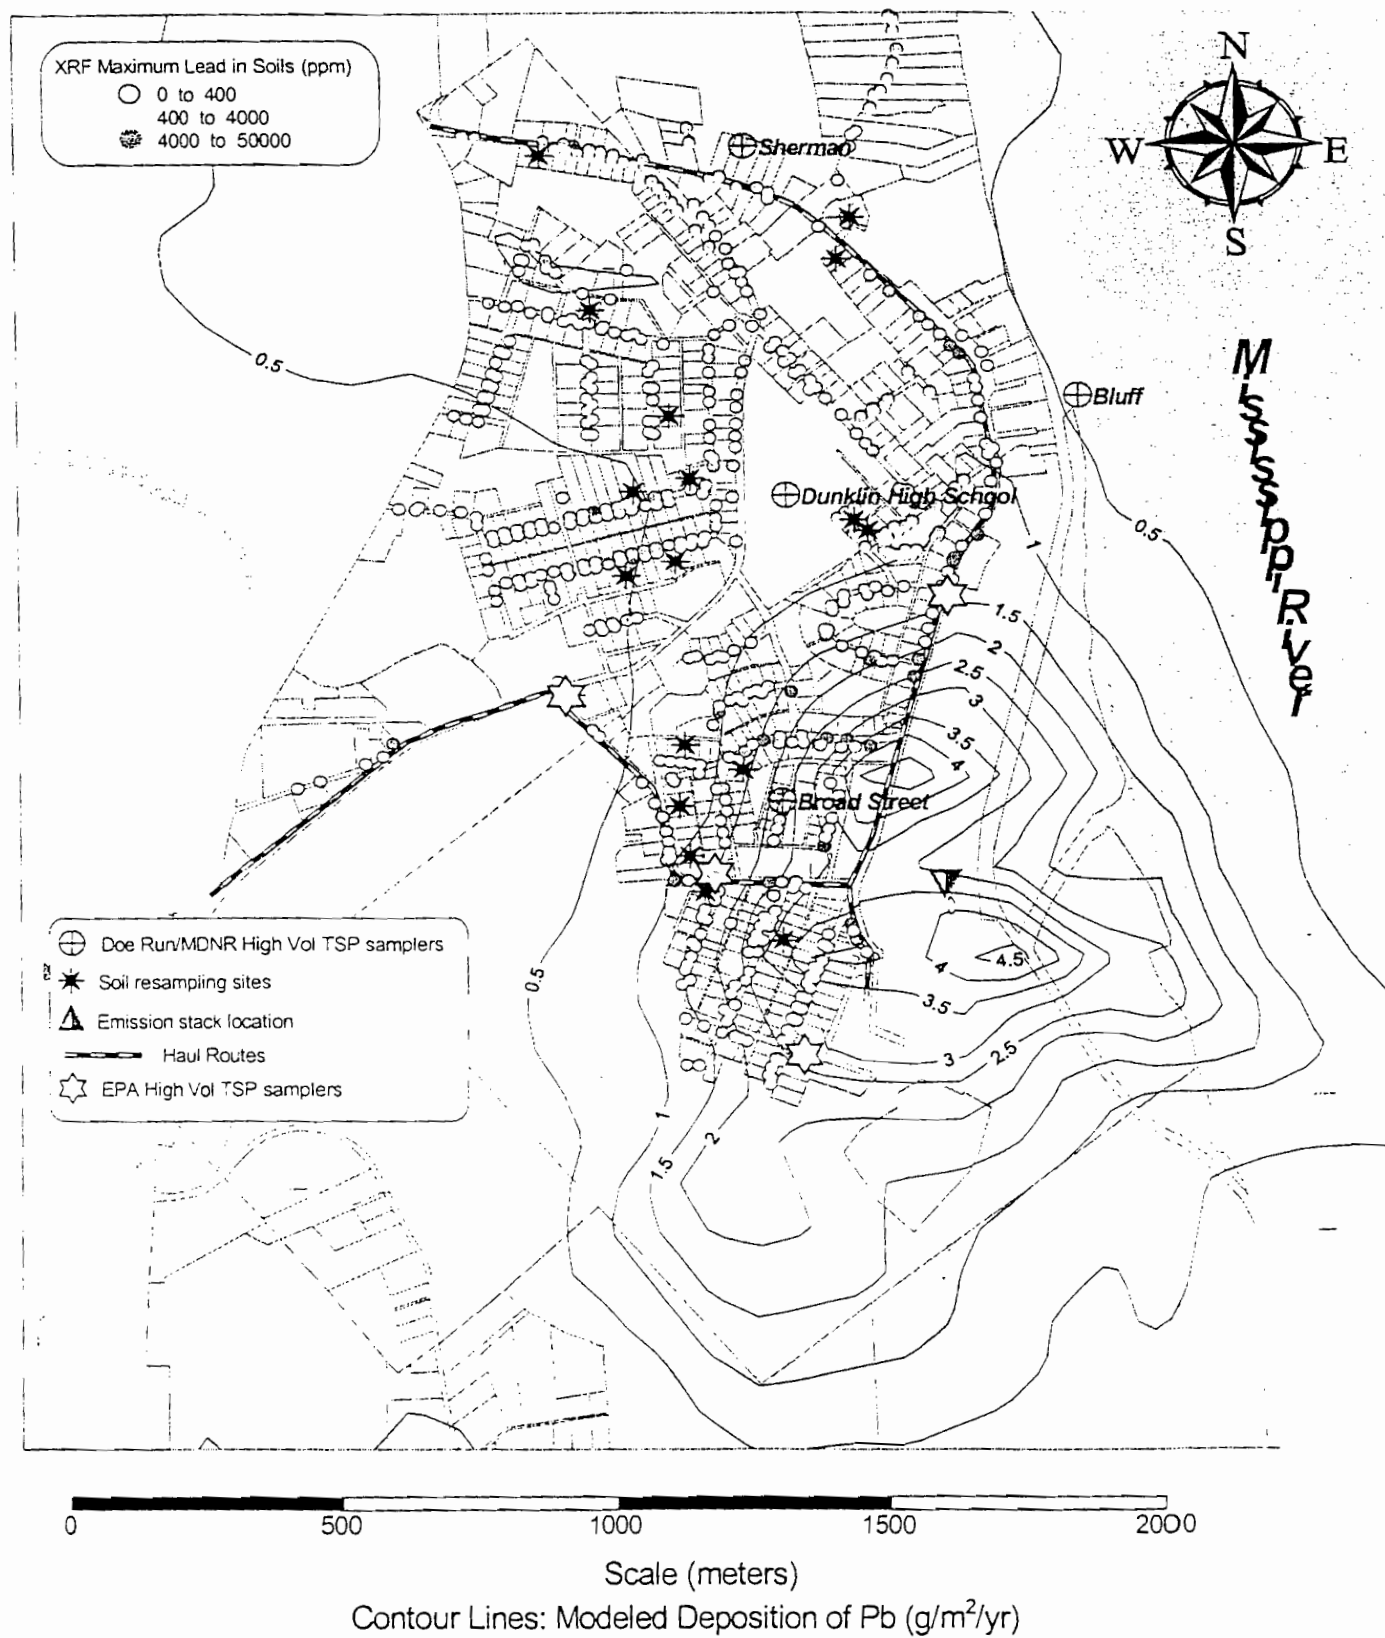 XRF Maximum Lead in Soils (ppm)
0 to 400
400 to 4000
4000 to 50000
N
W
E
S
Sherman
Bluff
Dunklin High School
Broad Street
Mississippi River
0.5
0.5
1
1.5
2
2.5
3
3.5
4
4
4.5
3.5
3
2.5
0.5
1
1.5
2
Doe Run/MDNR High Vol TSP samplers
Soil resampling sites
Emission stack location
Haul Routes
EPA High Vol TSP samplers
0
500
1000
1500
2000
Scale (meters)
Contour Lines: Modeled Deposition of Pb (g/m²/yr)